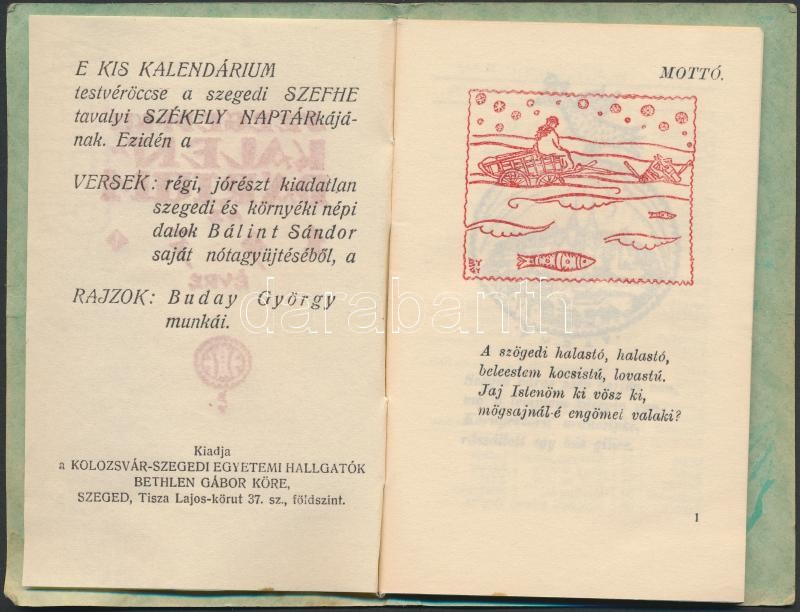 E KIS KALENDÁRIUM
testvéröccse a szegedi SZEFHE
tavalyi SZÉKELY NAPTÁRkájá-
nak. Ezidén a
VERSEK: régi, jórészt kiadatlan
szegedi és környéki népi
dalok Bálint Sándor
saját nótagyüjtéséből, a
RAJZOK: Buday György
munkái.
Kiadja
a KOLOZSVÁR-SZEGEDI EGYETEMI HALLGATÓK
BETHLEN GÁBOR KÖRE,
SZEGED, Tisza Lajos-körut 37. sz., földszint.
MOTTÓ.
A szögedi halastó, halastó,
beleestem kocsistú, lovastú.
Jaj Istenöm ki vösz ki,
mögsajnál-é engömet valaki?
1
darabanth.com